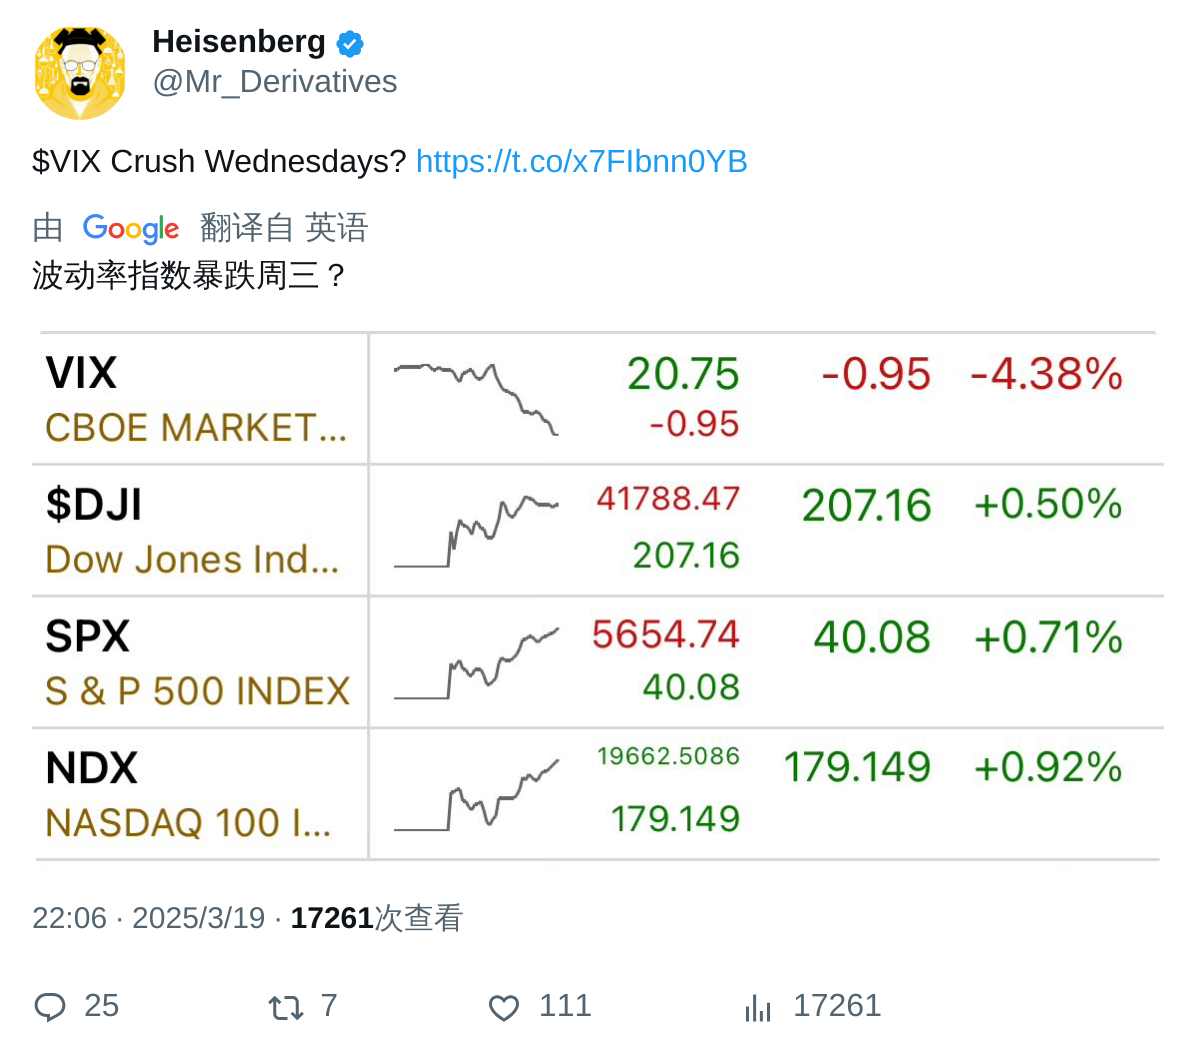 Heisenberg
@Mr_Derivatives
$VIX Crush Wednesdays? https://t.co/x7FIbnn0YB
由 Google 翻译自 英语
波动率指数暴跌周三？
VIX 20.75 -0.95 -4.38%
CBOE MARKET... -0.95
$DJI 41788.47 207.16 +0.50%
Dow Jones Ind... 207.16
SPX 5654.74 40.08 +0.71%
S & P 500 INDEX 40.08
NDX 19662.5086 179.149 +0.92%
NASDAQ 100 I... 179.149
22:06 · 2025/3/19 · 17261次查看
25 7 111 17261